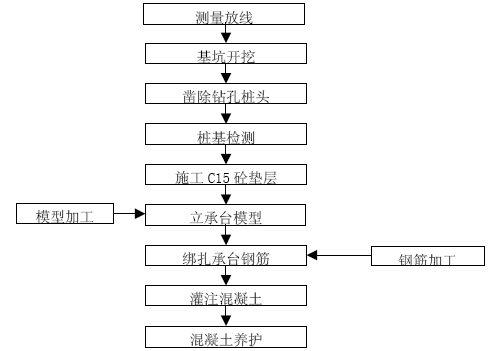 测量放线
基坑开挖
凿除钻孔桩头
桩基检测
施工C15砼垫层
模型加工
立承台模型
绑扎承台钢筋
钢筋加工
灌注混凝土
混凝土养护